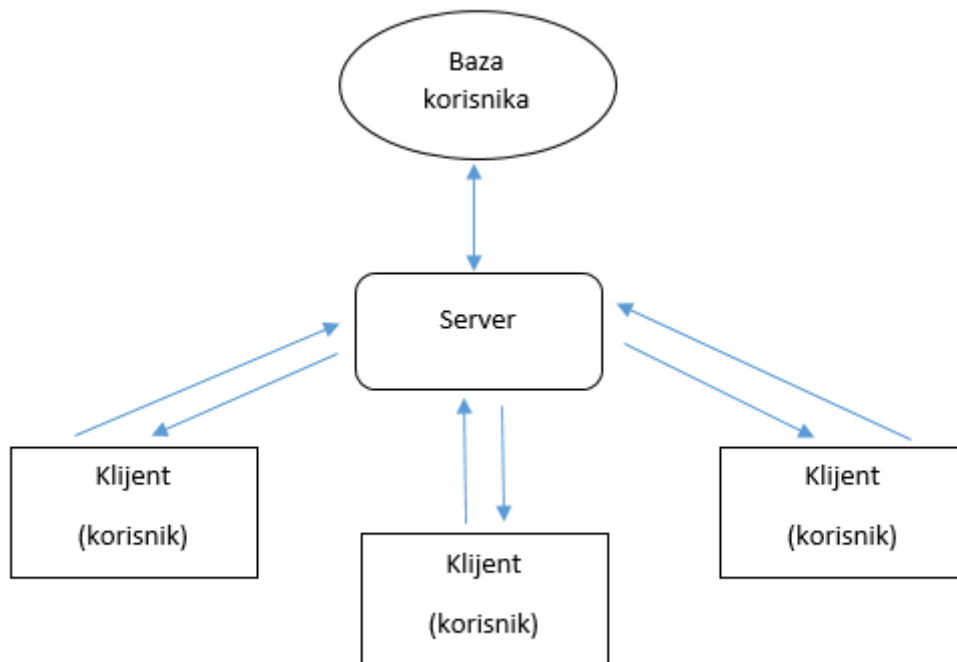 Baza
korisnika
Server
Klijent
(korisnik)
Klijent
(korisnik)
Klijent
(korisnik)